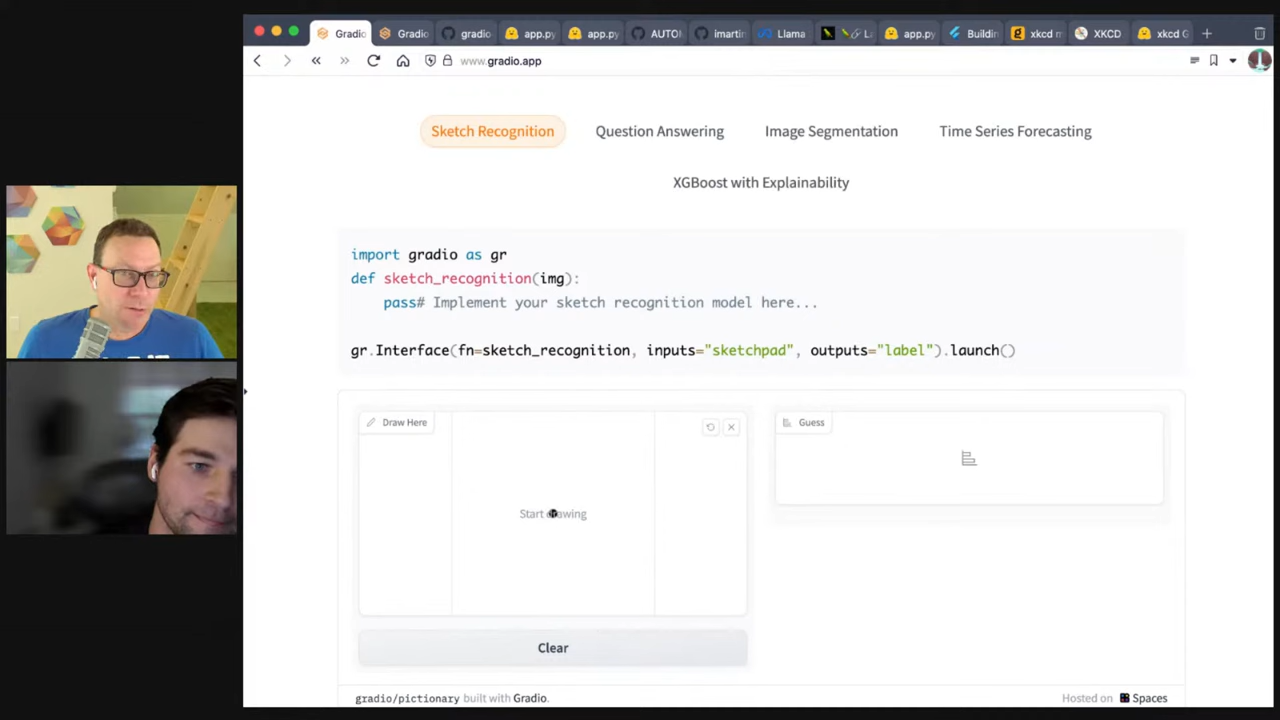 Gradio
Gradio
gradio
app.py
app.py
AUTO
imartin
Llama
La
app.py
Buildin
xkcd m
XKCD
xkcd G
www.gradio.app
Sketch Recognition
Question Answering
Image Segmentation
Time Series Forecasting
XGBoost with Explainability
import gradio as gr
def sketch_recognition(img):
pass# Implement your sketch recognition model here...
gr.Interface(fn=sketch_recognition, inputs="sketchpad", outputs="label").launch()
Draw Here
Guess
Start drawing
Clear
gradio/pictionary built with Gradio.
Hosted on Spaces